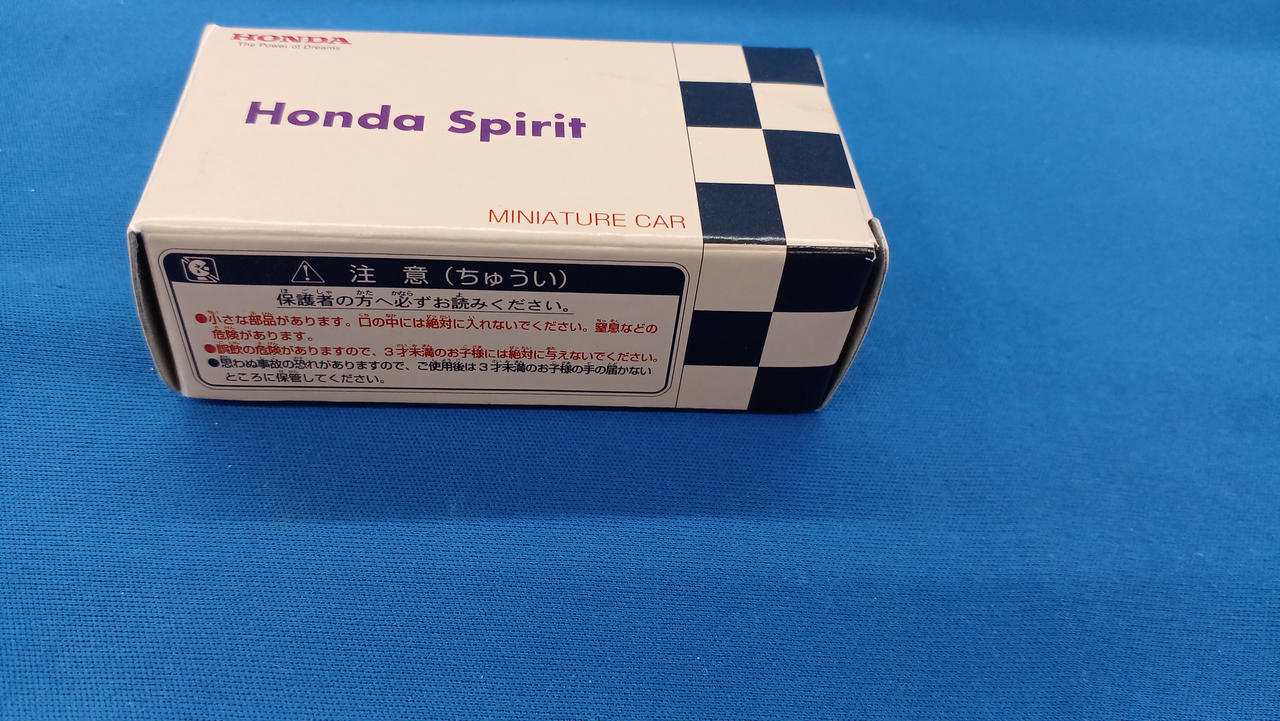 HONDA
The Power of Dreams
Honda Spirit
MINIATURE CAR
注 意（ちゅうい）
保護者の方へ必ずお読みください。
●小さな部品があります。口の中には絶対に入れないでください。窒息などの
危険があります。
●誤飲の危険がありますので、3才未満のお子様には絶対に与えないでください。
●思わぬ事故の恐れがありますので、ご使用後は3才未満のお子様の手の届かない
ところに保管してください。